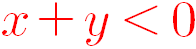 x + y < 0